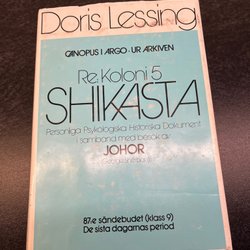 Doris Lessing
CANOPUS I ARGO · UR ARKIVEN
Re Koloni 5
SHIKASTA
Personliga Psykologiska Historiska Dokument
i samband med besök av
JOHOR
87:e sändebudet (klass 9)
De sista dagarnas period